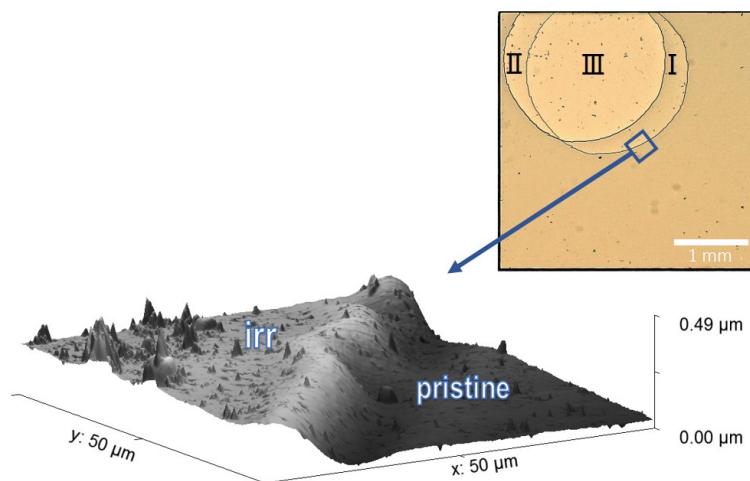 Ⅱ Ⅲ Ⅰ
1 mm
irr
pristine
0.49 µm
0.00 µm
y: 50 µm
x: 50 µm